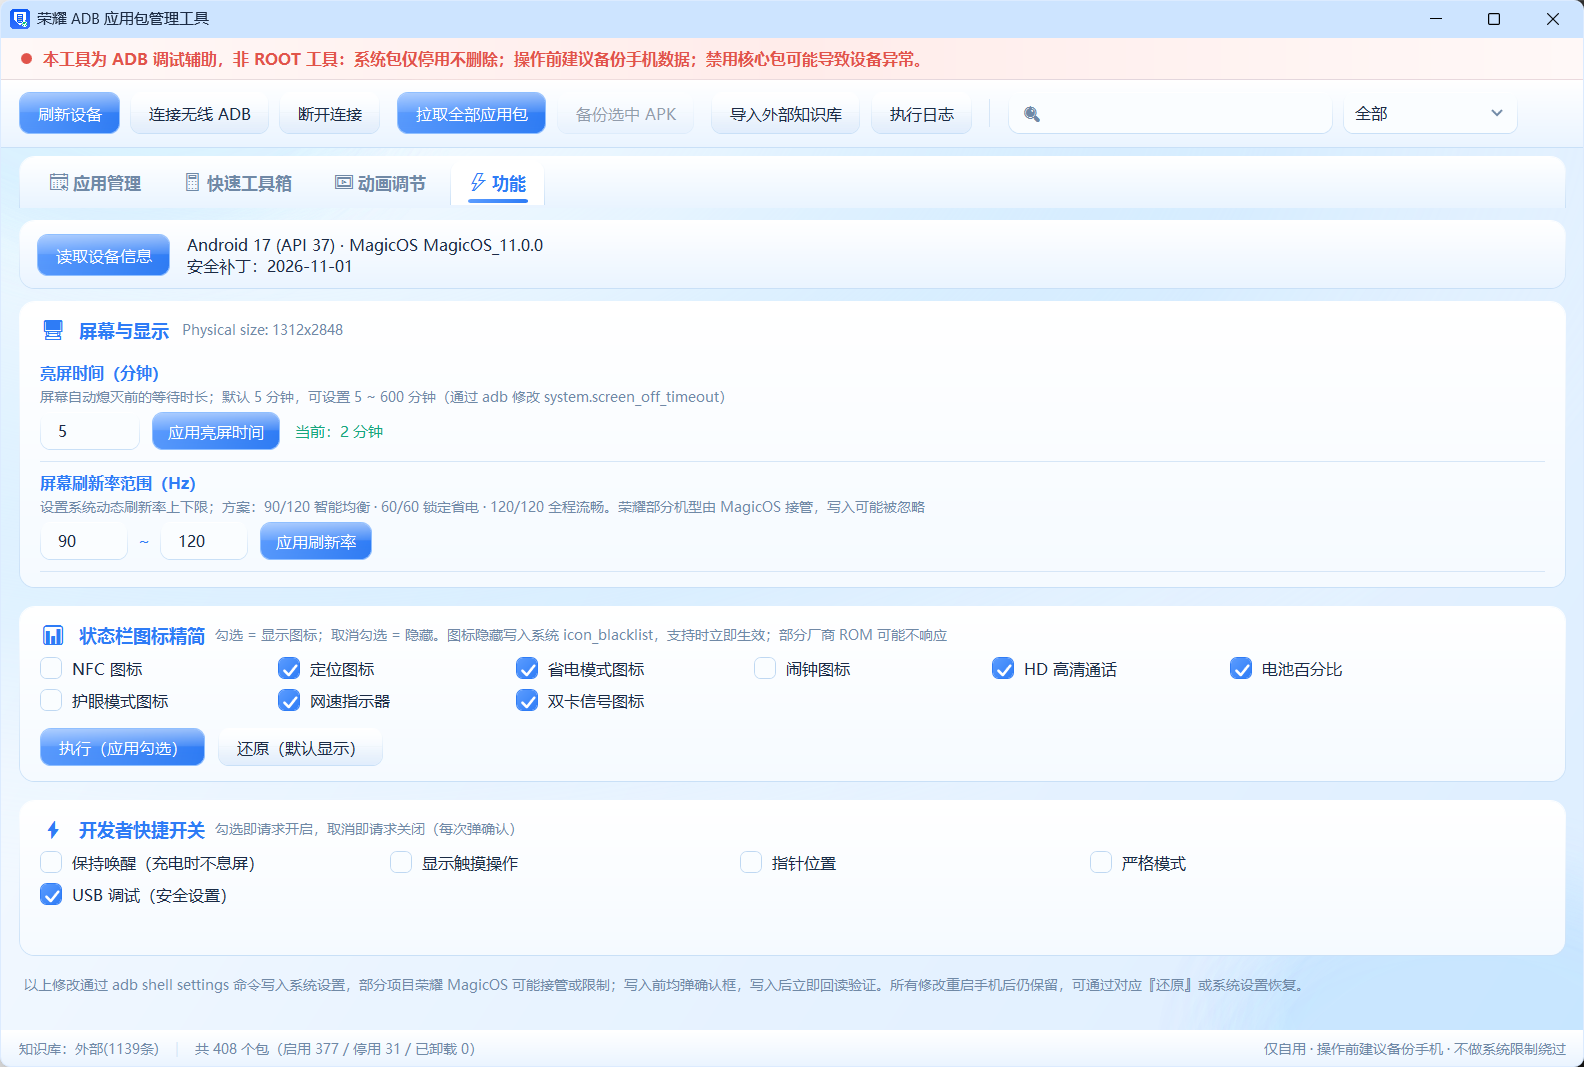 荣耀 ADB 应用包管理工具
本工具为 ADB 调试辅助，非 ROOT 工具：系统包仅停用不删除；操作前建议备份手机数据；禁用核心包可能导致设备异常。
刷新设备 连接无线 ADB 断开连接 拉取全部应用包 备份选中 APK 导入外部知识库 执行日志 全部
应用管理 快速工具箱 动画调节 功能
读取设备信息
Android 17 (API 37) · MagicOS MagicOS_11.0.0
安全补丁：2026-11-01
屏幕与显示 Physical size: 1312x2848
亮屏时间（分钟）
屏幕自动熄灭前的等待时长；默认 5 分钟，可设置 5 ~ 600 分钟（通过 adb 修改 system.screen_off_timeout）
5 应用亮屏时间 当前：2 分钟
屏幕刷新率范围（Hz）
设置系统动态刷新率上下限；方案：90/120 智能均衡 · 60/60 锁定省电 · 120/120 全程流畅。荣耀部分机型由 MagicOS 接管，写入可能被忽略
90 ~ 120 应用刷新率
状态栏图标精简 勾选 = 显示图标；取消勾选 = 隐藏。图标隐藏写入系统 icon_blacklist，支持时立即生效；部分厂商 ROM 可能不响应
NFC 图标 定位图标 省电模式图标 闹钟图标 HD 高清通话 电池百分比
护眼模式图标 网速指示器 双卡信号图标
执行（应用勾选） 还原（默认显示）
开发者快捷开关 勾选即请求开启，取消即请求关闭（每次弹确认）
保持唤醒（充电时不息屏） 显示触摸操作 指针位置 严格模式
USB 调试（安全设置）
以上修改通过 adb shell settings 命令写入系统设置，部分项目荣耀 MagicOS 可能接管或限制；写入前均弹确认框，写入后立即回读验证。所有修改重启手机后仍保留，可通过对应『还原』或系统设置恢复。
知识库：外部(1139条) 共 408 个包（启用 377 / 停用 31 / 已卸载 0） 仅自用 · 操作前建议备份手机 · 不做系统限制绕过